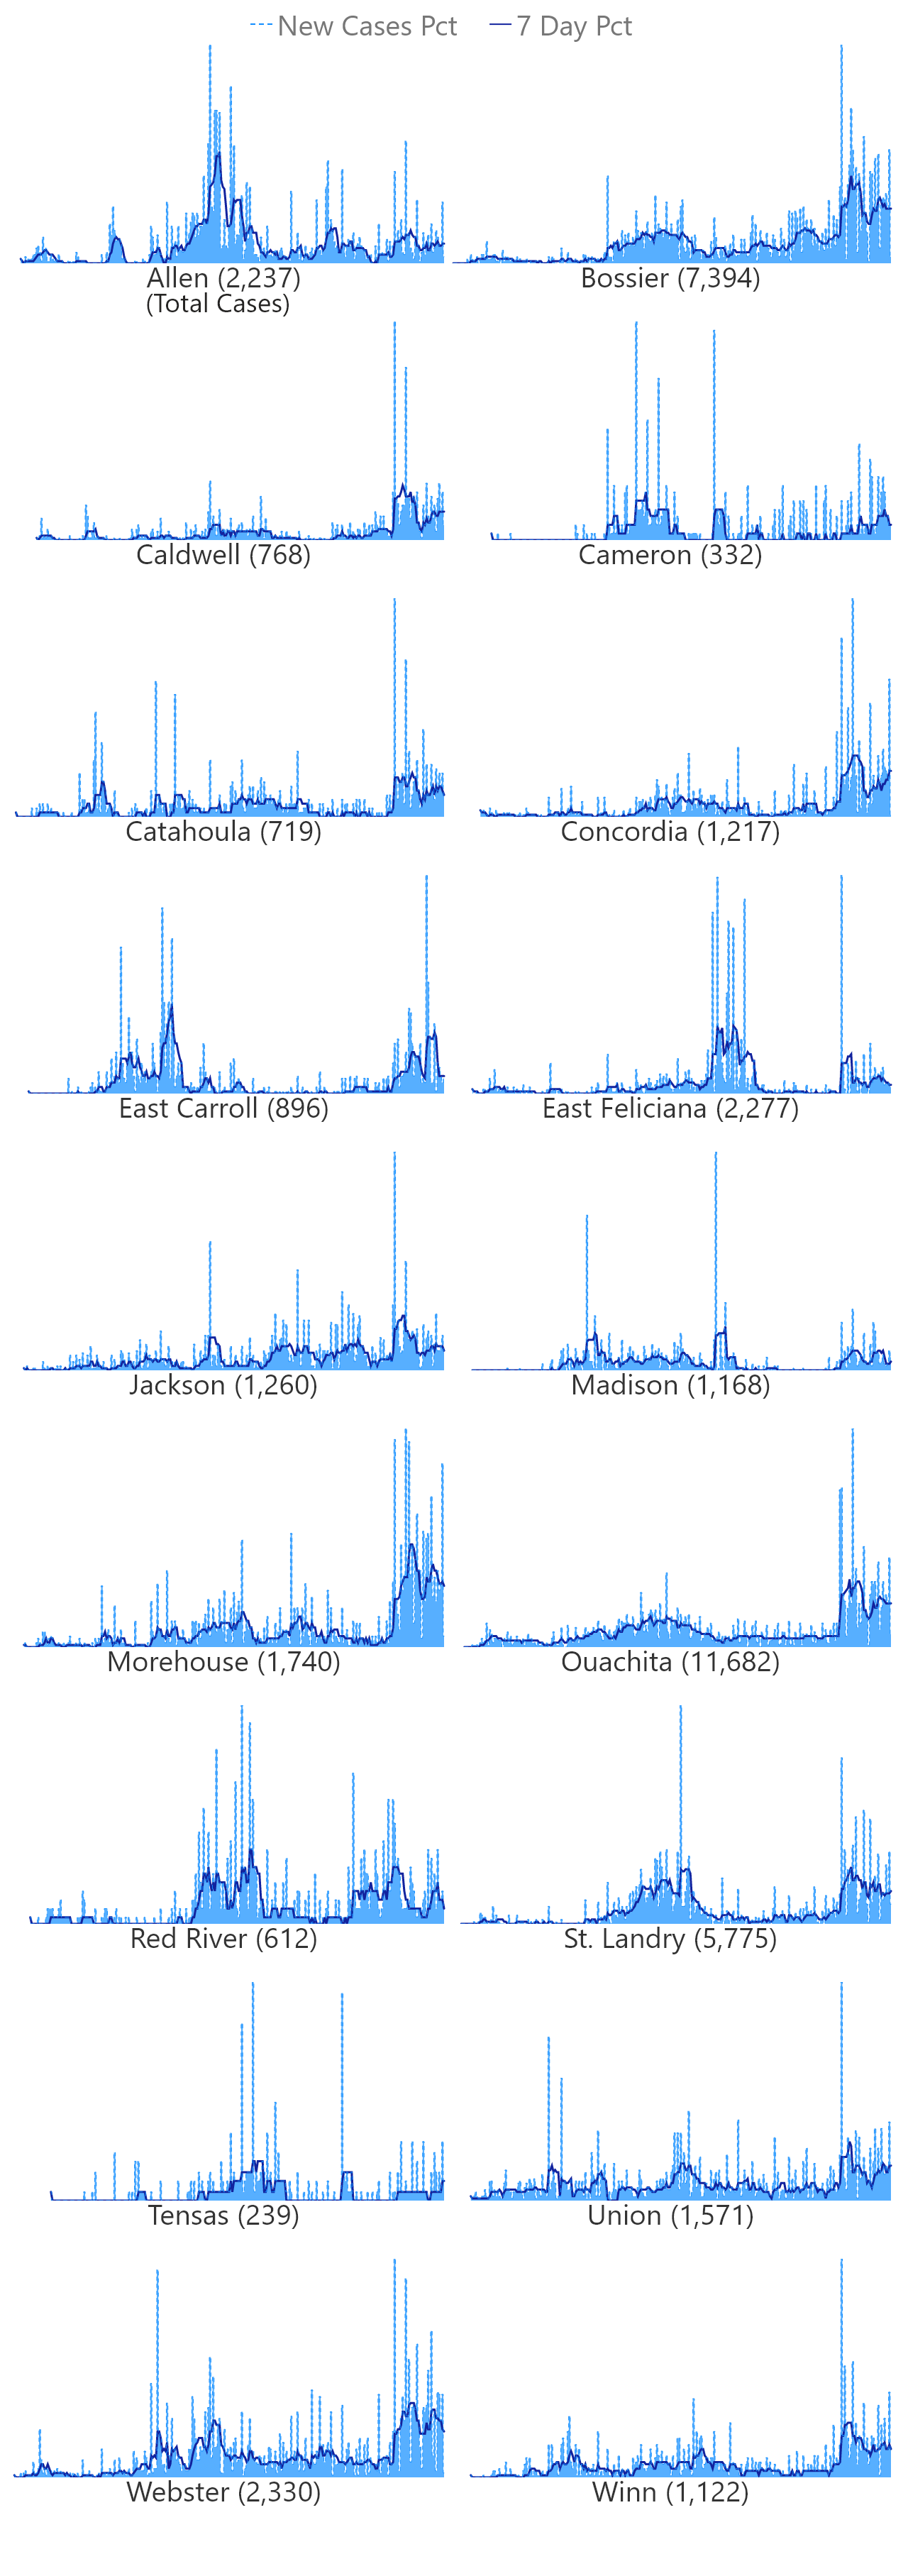 New Cases Pct 7 Day Pct
Allen (2,237) Bossier (7,394)
(Total Cases)
Caldwell (768) Cameron (332)
Catahoula (719) Concordia (1,217)
East Carroll (896) East Feliciana (2,277)
Jackson (1,260) Madison (1,168)
Morehouse (1,740) Ouachita (11,682)
Red River (612) St. Landry (5,775)
Tensas (239) Union (1,571)
Webster (2,330) Winn (1,122)